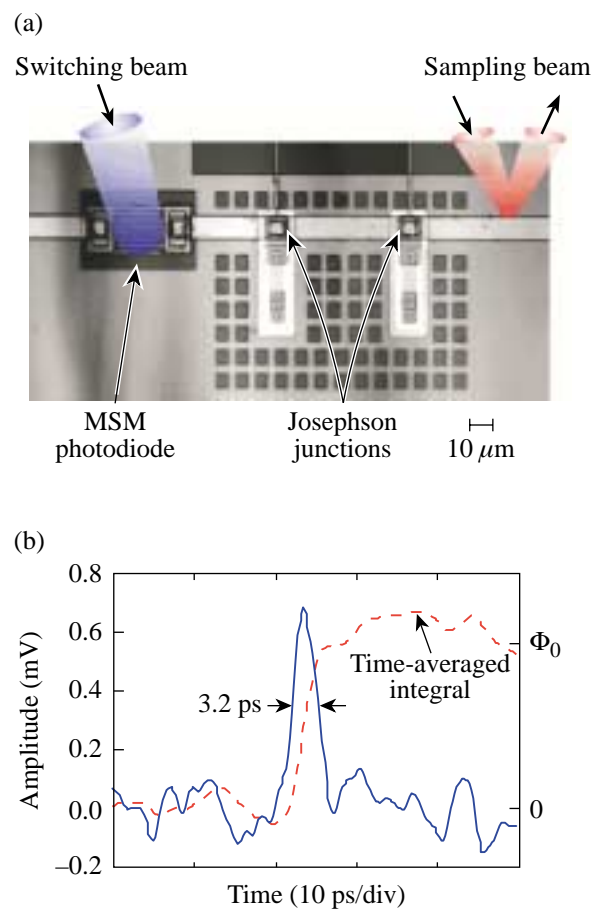 (a)
Switching beam
Sampling beam
MSM
photodiode
Josephson
junctions
10 μm
(b)
0.8
0.6
0.4
0.2
0.0
–0.2
Amplitude (mV)
3.2 ps
Time-averaged
integral
Φ0
0
Time (10 ps/div)